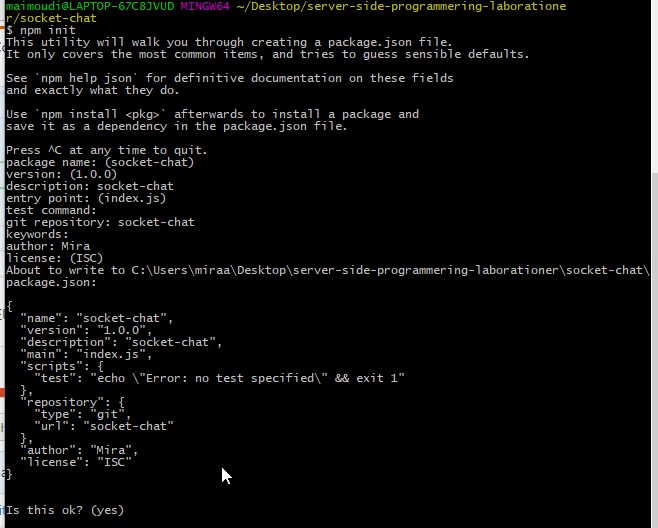 maimoudi@LAPTOP-67C8JVUD MINGW64 ~/Desktop/server-side-programmering-laboratione
r/socket-chat
$ npm init
This utility will walk you through creating a package.json file.
It only covers the most common items, and tries to guess sensible defaults.
See `npm help json` for definitive documentation on these fields
and exactly what they do.
Use `npm install <pkg>` afterwards to install a package and
save it as a dependency in the package.json file.
Press ^C at any time to quit.
package name: (socket-chat)
version: (1.0.0)
description: socket-chat
entry point: (index.js)
test command:
git repository: socket-chat
keywords:
author: Mira
license: (ISC)
About to write to C:\Users\miraa\Desktop\server-side-programmering-laborationer\socket-chat\
package.json:
{
  "name": "socket-chat",
  "version": "1.0.0",
  "description": "socket-chat",
  "main": "index.js",
  "scripts": {
    "test": "echo \"Error: no test specified\" && exit 1"
  },
  "repository": {
    "type": "git",
    "url": "socket-chat"
  },
  "author": "Mira",
  "license": "ISC"
}
Is this ok? (yes)